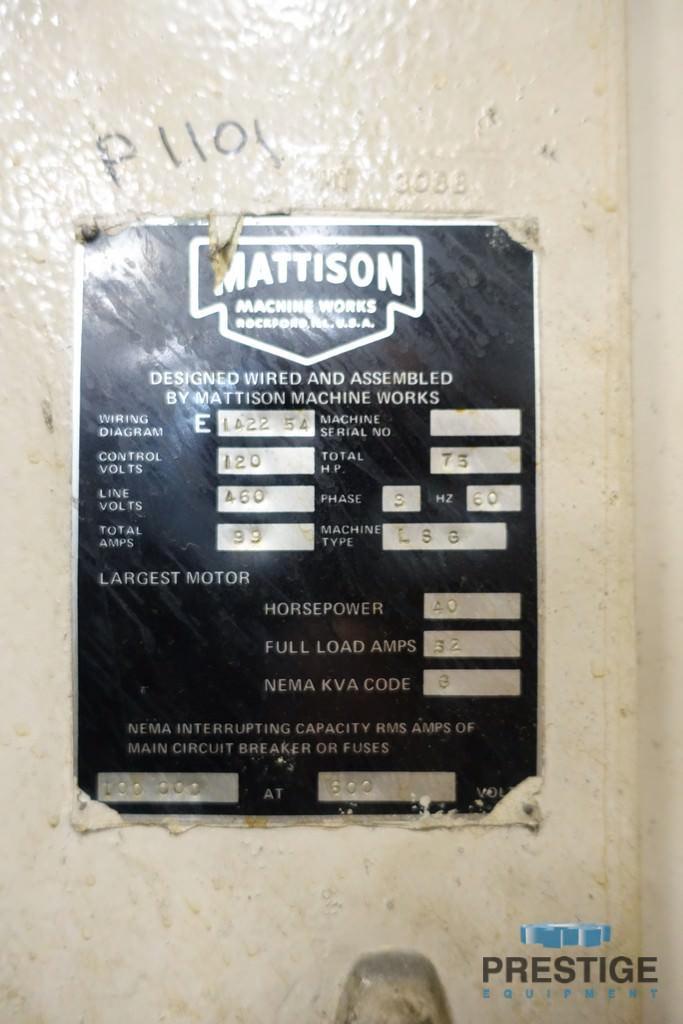 P 1101
3088
MATTISON
MACHINE WORKS
ROCKFORD, ILL. U.S.A.
DESIGNED WIRED AND ASSEMBLED
BY MATTISON MACHINE WORKS
WIRING DIAGRAM E 1422 54 MACHINE SERIAL NO
CONTROL VOLTS 120 TOTAL H.P. 75
LINE VOLTS 460 PHASE 3 HZ 60
TOTAL AMPS 99 MACHINE TYPE L S G
LARGEST MOTOR
HORSEPOWER 40
FULL LOAD AMPS 52
NEMA KVA CODE G
NEMA INTERRUPTING CAPACITY RMS AMPS OF
MAIN CIRCUIT BREAKER OR FUSES
100 000 AT 600
PRESTIGE
EQUIPMENT